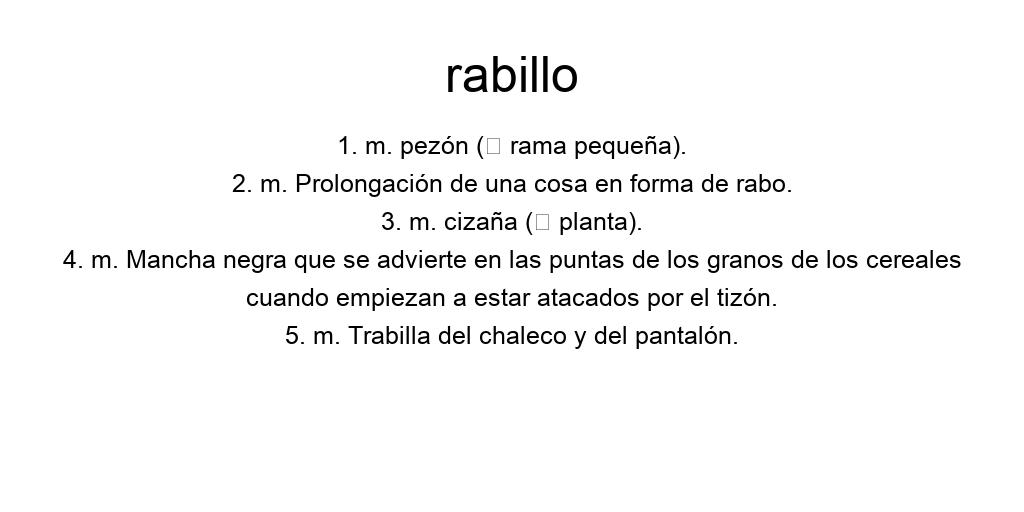 rabillo
1. m. pezón (□ rama pequeña).
2. m. Prolongación de una cosa en forma de rabo.
3. m. cizaña (□ planta).
4. m. Mancha negra que se advierte en las puntas de los granos de los cereales
cuando empiezan a estar atacados por el tizón.
5. m. Trabilla del chaleco y del pantalón.